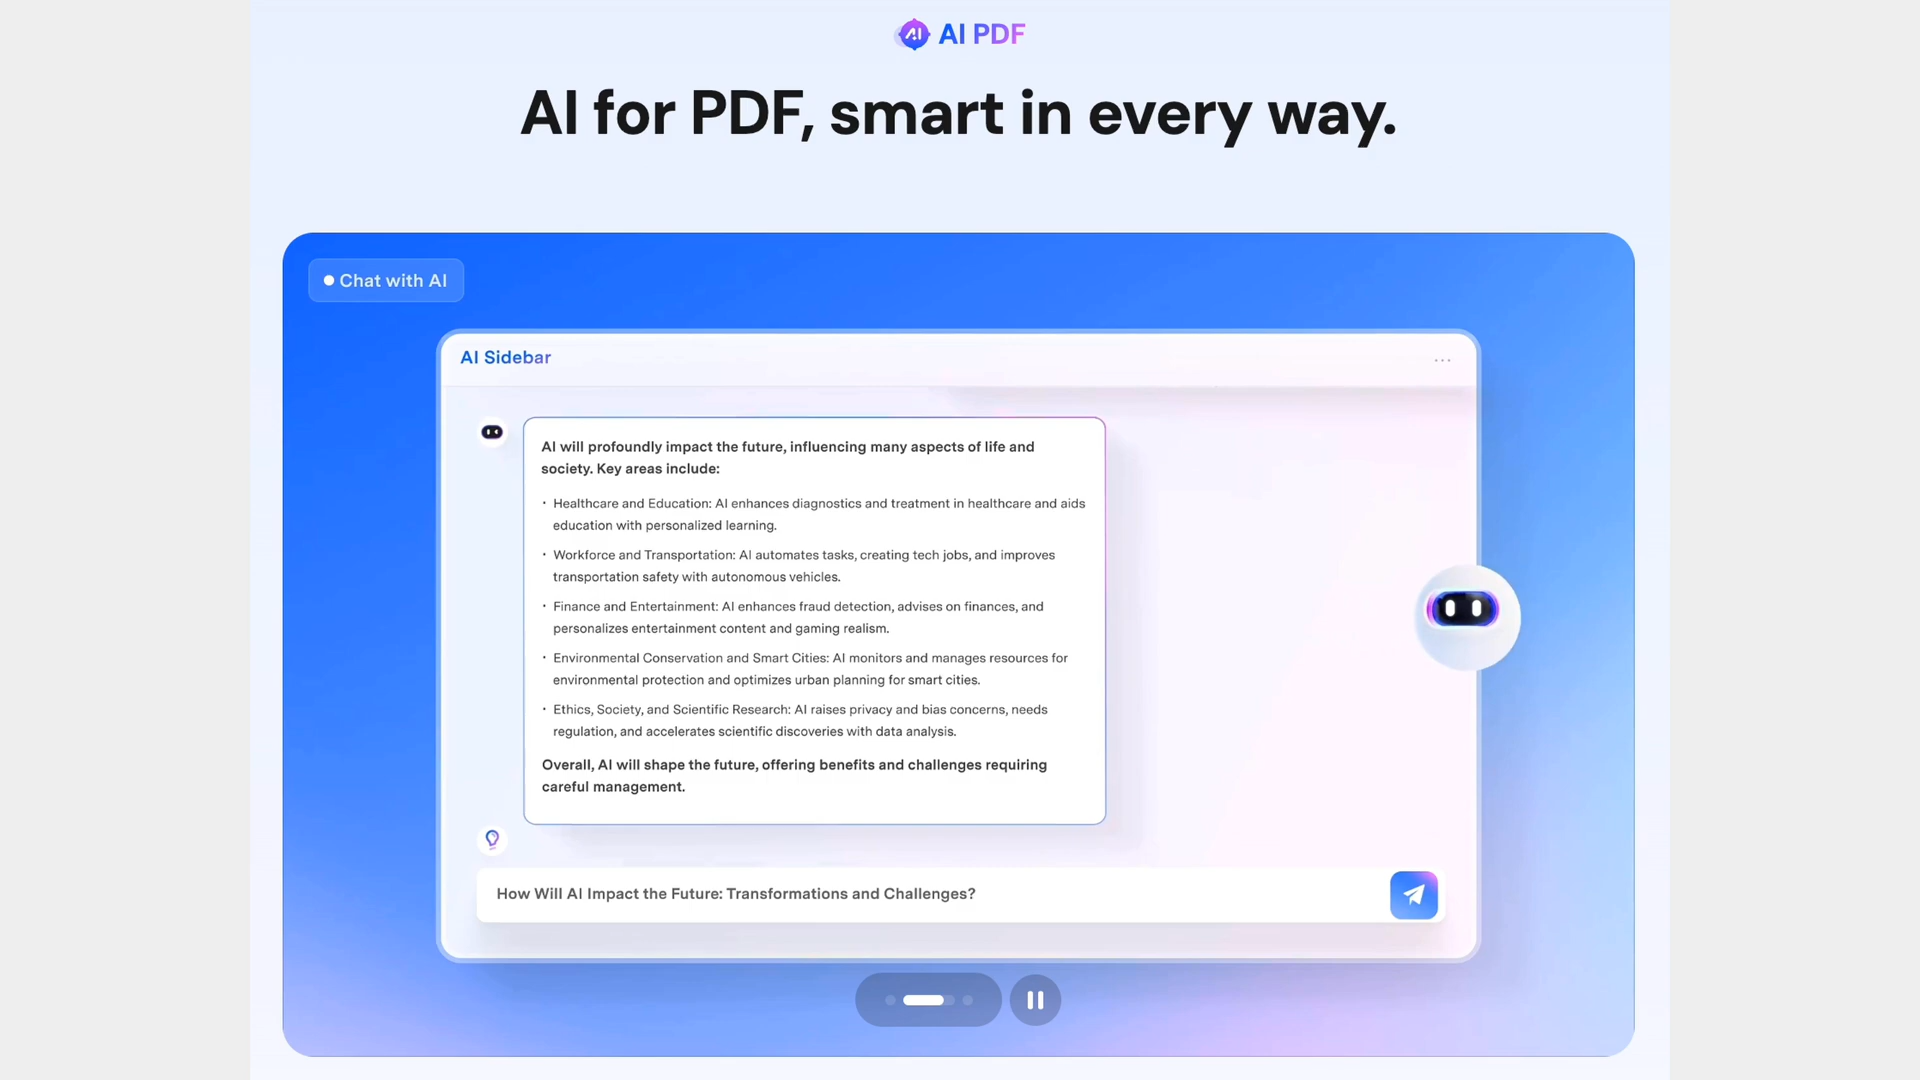 AI PDF
AI for PDF, smart in every way.
Chat with AI
AI Sidebar
AI will profoundly impact the future, influencing many aspects of life and
society. Key areas include:
· Healthcare and Education: AI enhances diagnostics and treatment in healthcare and aids
education with personalized learning.
· Workforce and Transportation: AI automates tasks, creating tech jobs, and improves
transportation safety with autonomous vehicles.
· Finance and Entertainment: AI enhances fraud detection, advises on finances, and
personalizes entertainment content and gaming realism.
· Environmental Conservation and Smart Cities: AI monitors and manages resources for
environmental protection and optimizes urban planning for smart cities.
· Ethics, Society, and Scientific Research: AI raises privacy and bias concerns, needs
regulation, and accelerates scientific discoveries with data analysis.
Overall, AI will shape the future, offering benefits and challenges requiring
careful management.
How Will AI Impact the Future: Transformations and Challenges?